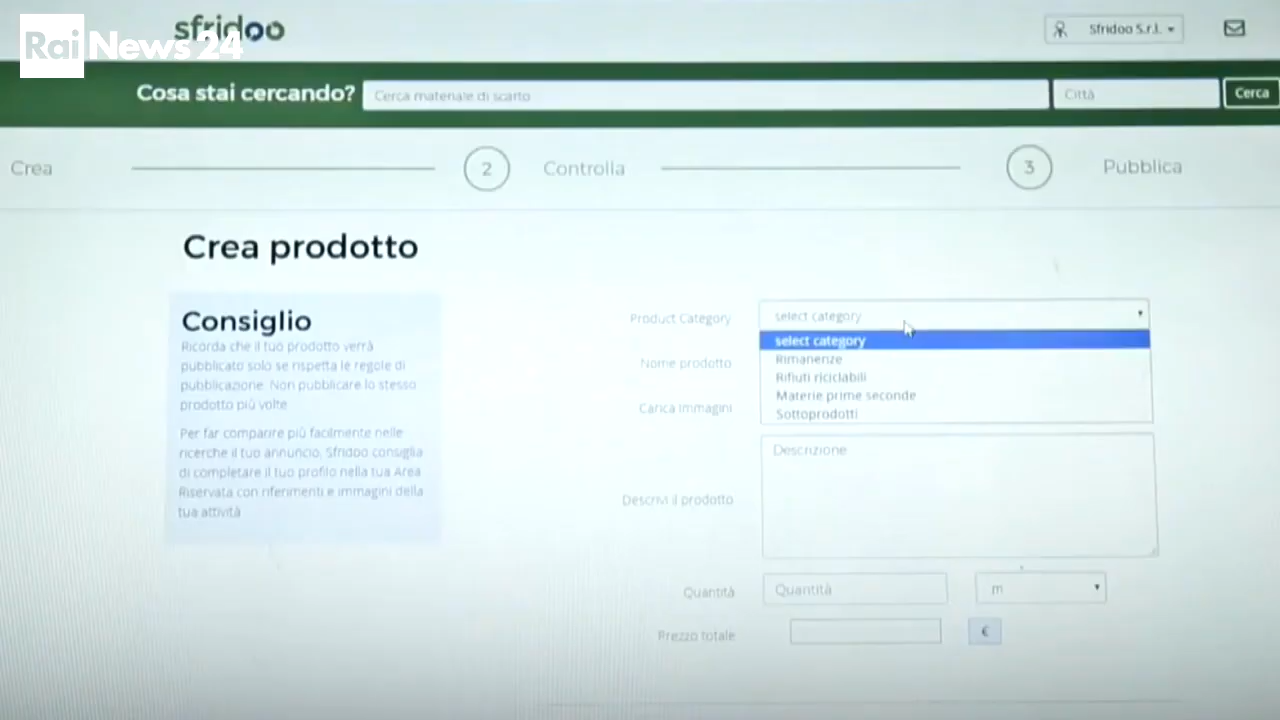 sfridoo
Rai News 24
Sfridoo S.r.l.
Cosa stai cercando?
Cerca materiale di scarto
Città
Cerca
Crea
2
Controlla
3
Pubblica
Crea prodotto
Consiglio
Ricorda che il tuo prodotto verrà
pubblicato solo se rispetta le regole di
pubblicazione. Non pubblicare lo stesso
prodotto più volte
Per far comparire più facilmente nelle
ricerche il tuo annuncio, Sfridoo consiglia
di completare il tuo profilo nella tua Area
Riservata con riferimenti e immagini della
tua attività
Product Category
select category
select category
Rimanenze
Rifiuti riciclabili
Materie prime seconde
Sottoprodotti
Nome prodotto
Carica immagini
Descrivi il prodotto
Descrizione
Quantità
Quantità
m
Prezzo totale
€